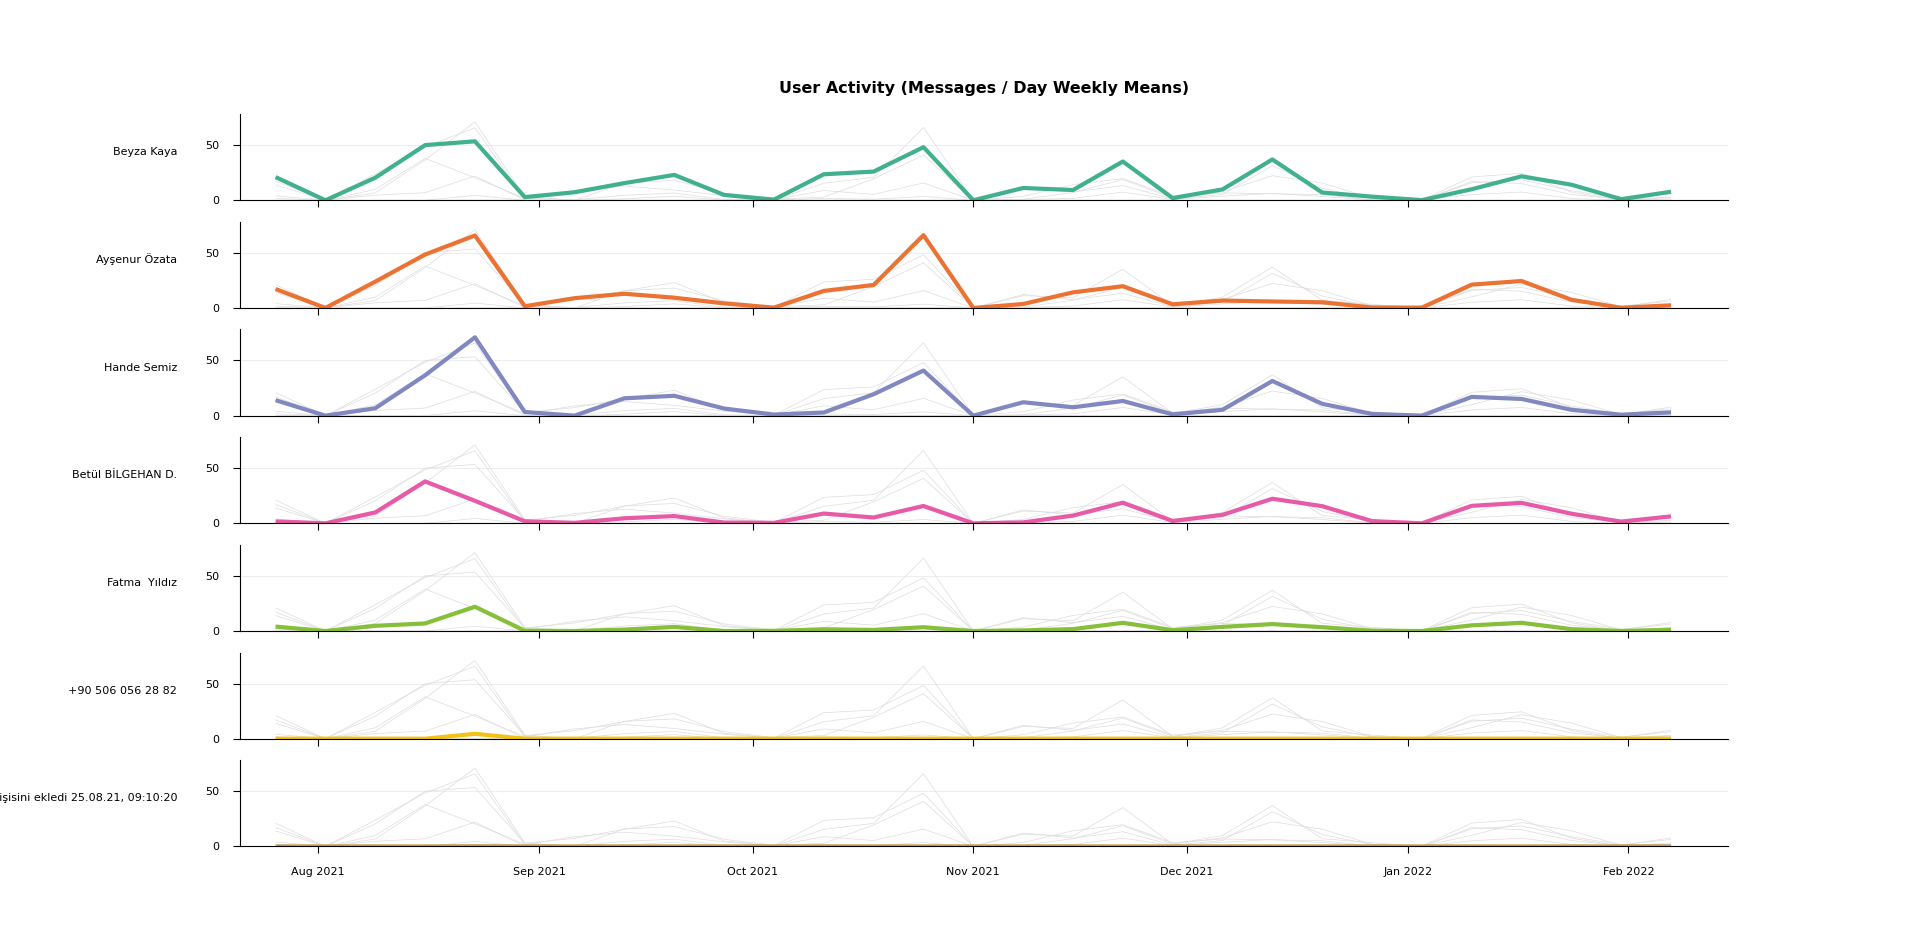 User Activity (Messages / Day Weekly Means)
Beyza Kaya
50
0
Ayşenur Özata
50
0
Hande Semiz
50
0
Betül BİLGEHAN D.
50
0
Fatma  Yıldız
50
0
+90 506 056 28 82
50
0
işisini ekledi 25.08.21, 09:10:20
50
0
Aug 2021 Sep 2021 Oct 2021 Nov 2021 Dec 2021 Jan 2022 Feb 2022